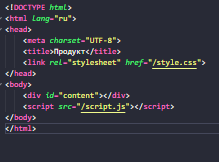 <!DOCTYPE html>
<html lang="ru">
<head>
<meta charset="UTF-8">
<title>Продукт</title>
<link rel="stylesheet" href="/style.css">
</head>
<body>
<div id="content"></div>
<script src="/script.js"></script>
</body>
</html>